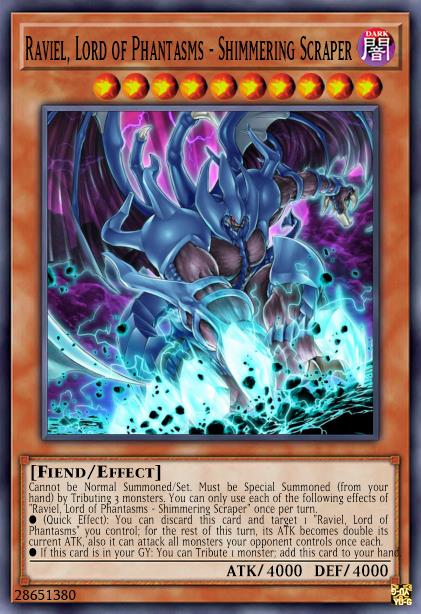 Raviel, Lord of Phantasms - Shimmering Scraper
DARK
闇
[Fiend/Effect]
Cannot be Normal Summoned/Set. Must be Special Summoned (from your
hand) by Tributing 3 monsters. You can only use each of the following effects of
"Raviel, Lord of Phantasms - Shimmering Scraper" once per turn.
● (Quick Effect): You can discard this card and target 1 "Raviel, Lord of
Phantasms" you control; for the rest of this turn, its ATK becomes double its
current ATK, also it can attack all monsters your opponent controls once each.
● If this card is in your GY: You can Tribute 1 monster; add this card to your hand
ATK/4000 DEF/4000
28651380